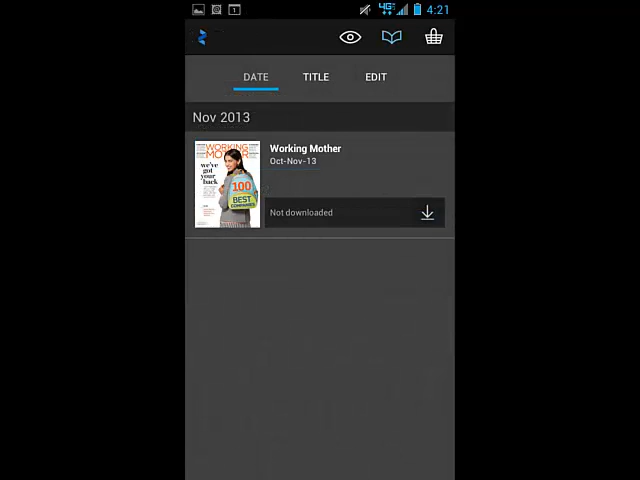 4G
4:21
DATE
TITLE
EDIT
Nov 2013
WORKING
MOTHER
we've
got
your
back
100
BEST
COMPANIES
Working Mother
Oct-Nov-13
Not downloaded